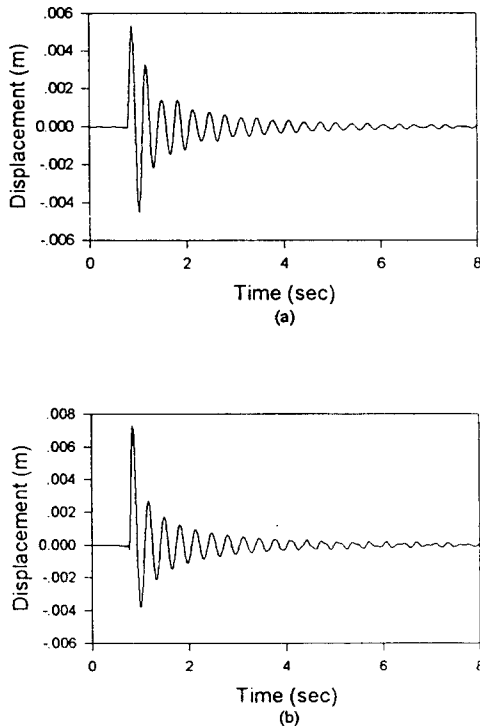 .006
.004
.002
0.000
-.002
-.004
-.006
Displacement (m)
0 2 4 6 8
Time (sec)
(a)
.008
.006
.004
.002
0.000
-.002
-.004
-.006
Displacement (m)
0 2 4 6 8
Time (sec)
(b)